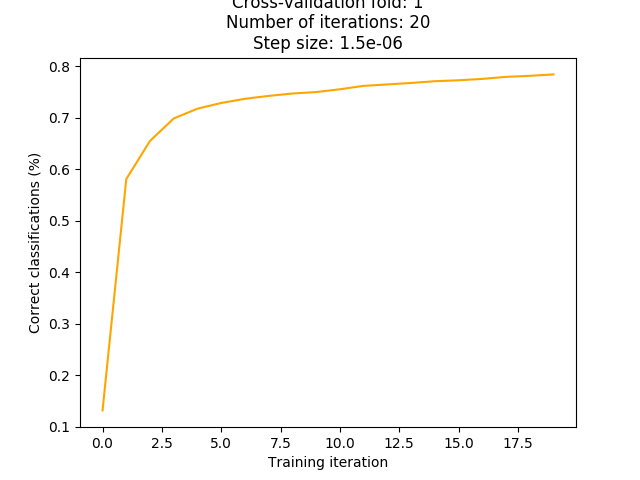 Cross-validation fold: 1
Number of iterations: 20
Step size: 1.5e-06
0.8
0.7
0.6
0.5
0.4
0.3
0.2
0.1
Correct classifications (%)
0.0 2.5 5.0 7.5 10.0 12.5 15.0 17.5
Training iteration